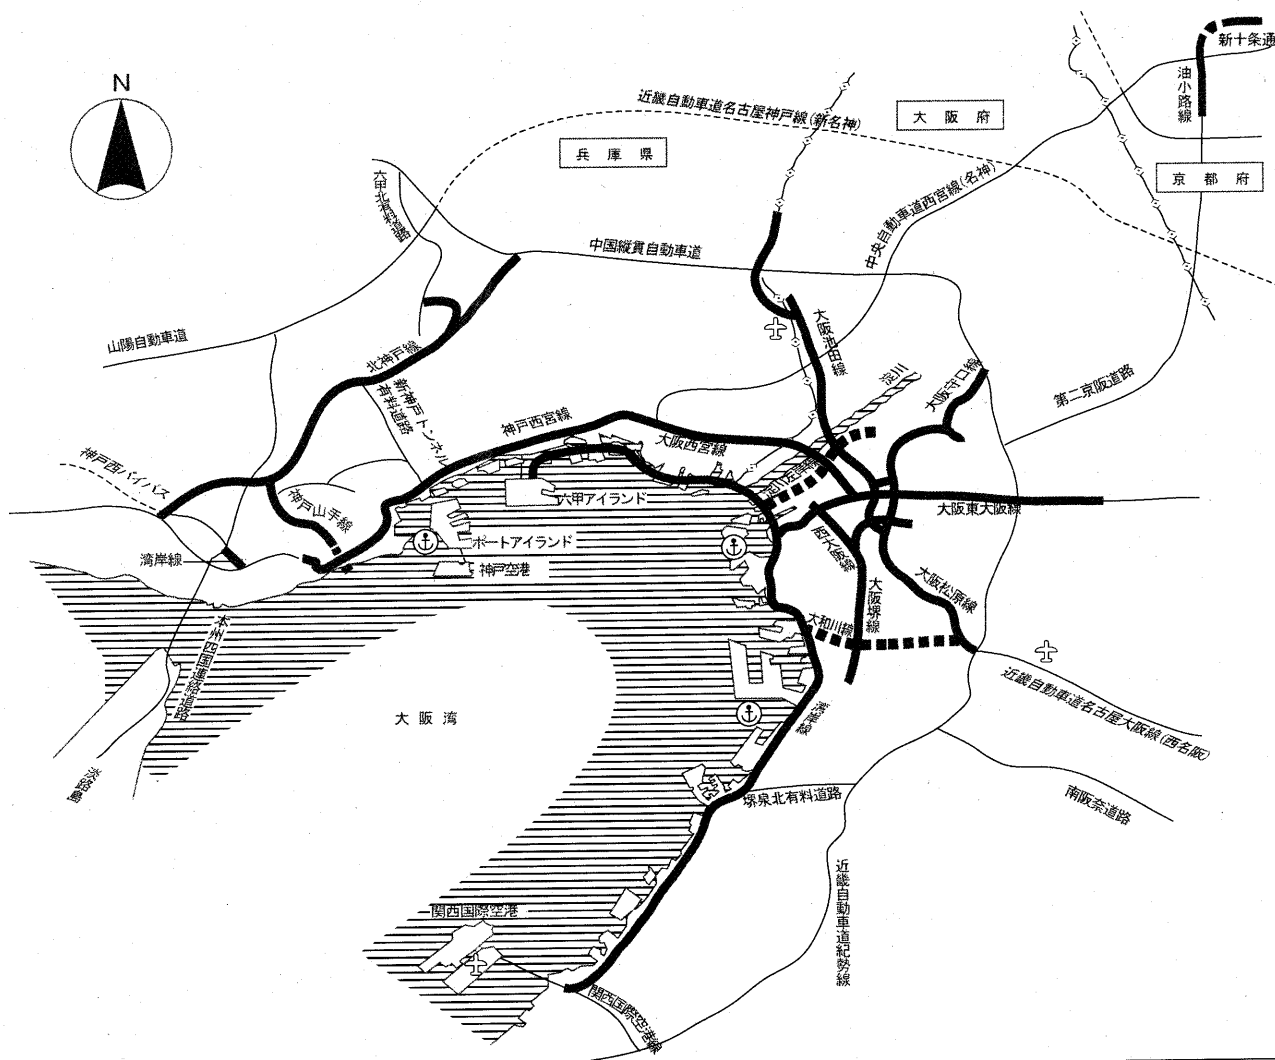 N
新十条通
油小路線
近畿自動車道名古屋神戸線(新名神)
大阪府
兵庫県
京都府
六甲北有料道路
中央自動車道西宮線(名神)
中国縦貫自動車道
山陽自動車道
大阪池田線
北神戸線
淀川
大阪守口線
第二京阪道路
新神戸トンネル
有料道路
神戸西宮線
大阪西宮線
神戸西バイパス
淀川左岸線
六甲アイランド
神戸山手線
大阪東大阪線
西大阪線
ポートアイランド
湾岸線
神戸空港
大阪松原線
大阪堺線
大和川線
本州四国連絡道路
近畿自動車道名古屋大阪線(西名阪)
大阪湾
湾岸線
淡路島
堺泉北有料道路
南阪奈道路
近畿自動車道紀勢線
関西国際空港
関西国際空港線